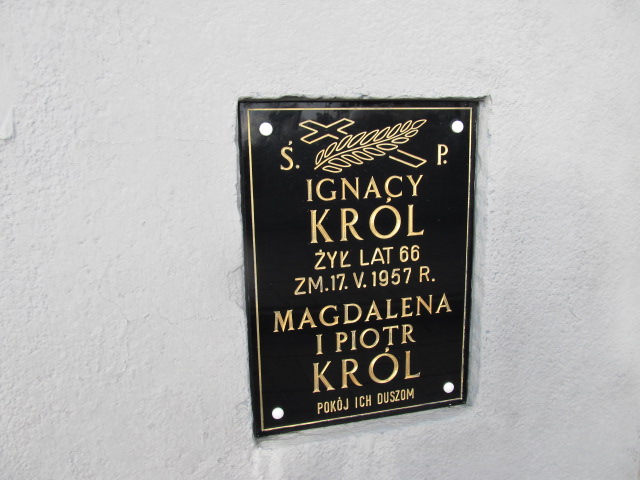 Ś. P.
IGNACY
KRÓL
ŻYŁ LAT 66
ZM. 17. V. 1957 R.
MAGDALENA
I PIOTR
KRÓL
POKÓJ ICH DUSZOM